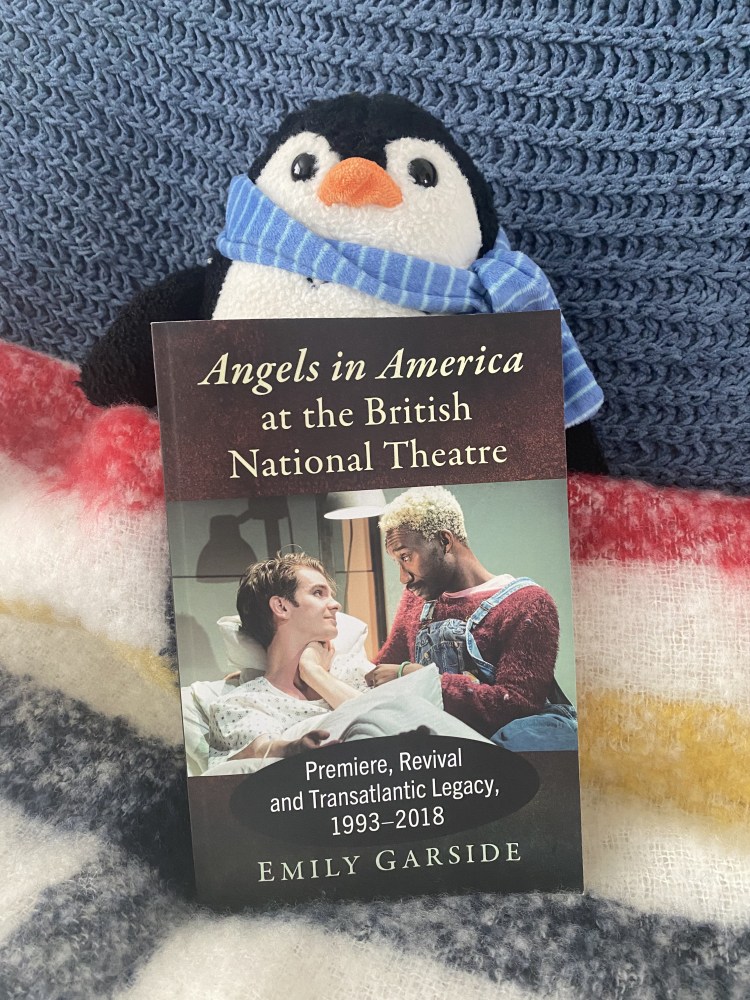 Angels in America
at the British
National Theatre
Premiere, Revival
and Transatlantic Legacy,
1993–2018
EMILY GARSIDE